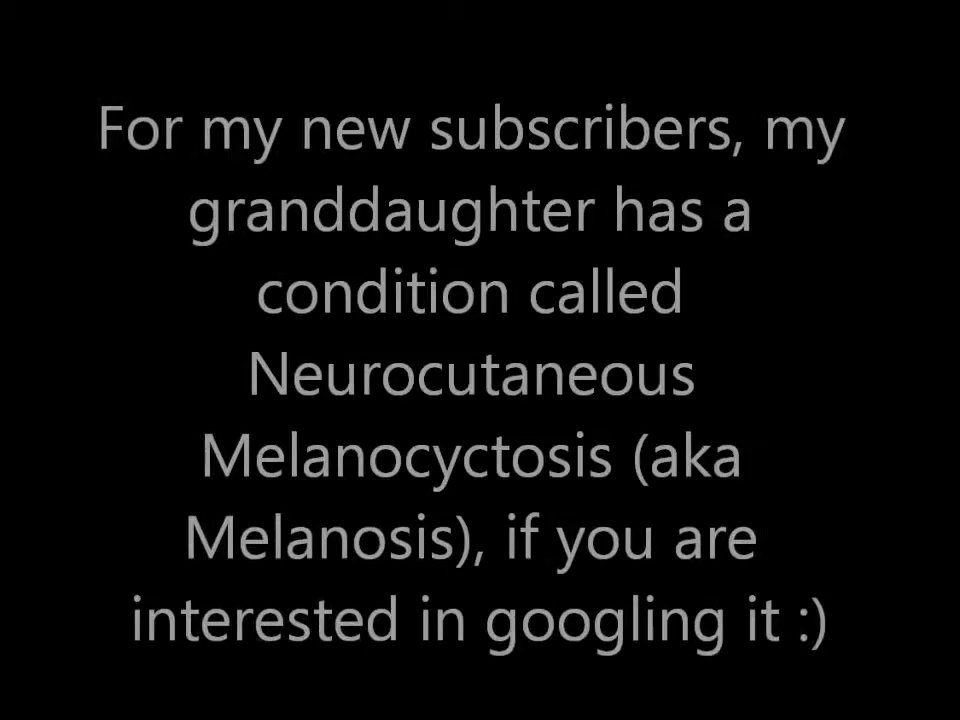 For my new subscribers, my
granddaughter has a
condition called
Neurocutaneous
Melanocyctosis (aka
Melanosis), if you are
interested in googling it :)